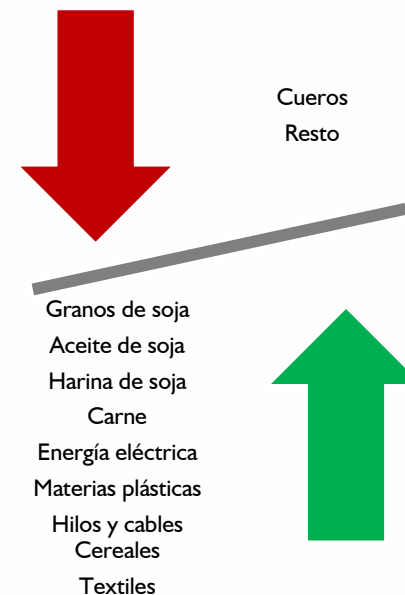 Cueros
Resto
Granos de soja
Aceite de soja
Harina de soja
Carne
Energía eléctrica
Materias plásticas
Hilos y cables
Cereales
Textiles